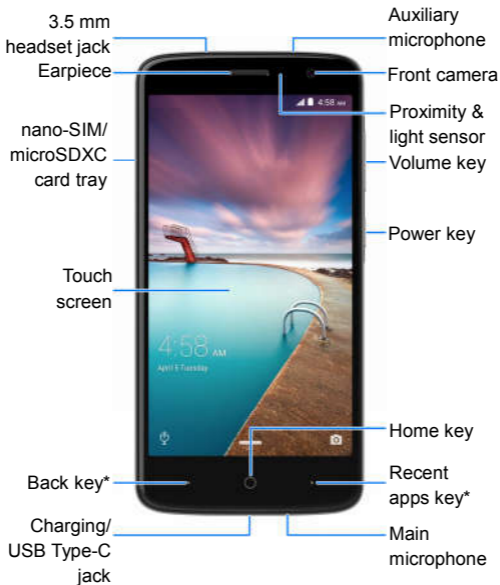 3.5 mm
headset jack
Earpiece
nano-SIM/
microSDXC
card tray
Touch
screen
Back key*
Charging/
USB Type-C
jack
Auxiliary
microphone
Front camera
Proximity &
light sensor
Volume key
Power key
Home key
Recent
apps key*
Main
microphone
4:58 AM
4:58 AM
April 5 Tuesday